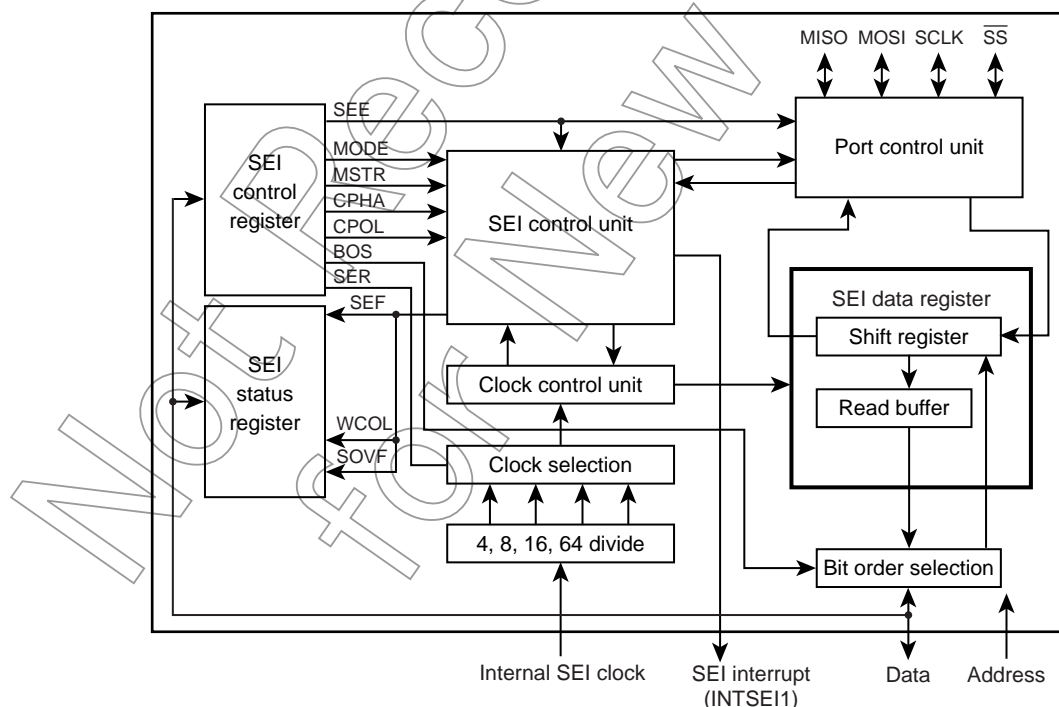 MISO MOSI SCLK SS
SEE
MODE
MSTR
CPHA
CPOL
BOS
SER
SEF
WCOL
SOVF
SEI
control
register
SEI
status
register
SEI control unit
Port control unit
SEI data register
Shift register
Read buffer
Clock control unit
Clock selection
4, 8, 16, 64 divide
Bit order selection
Internal SEI clock
SEI interrupt
(INTSEI1)
Data
Address
Not Rec
for New